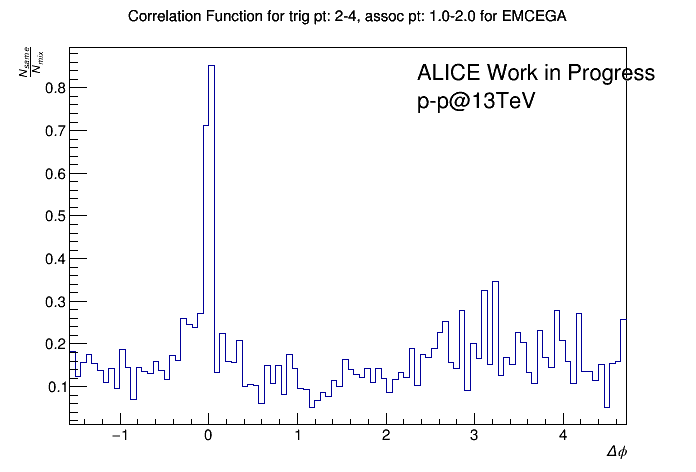 Correlation Function for trig pt: 2-4, assoc pt: 1.0-2.0 for EMCEGA
N_same
N_mix
ALICE Work in Progress
p-p@13TeV
0.8
0.7
0.6
0.5
0.4
0.3
0.2
0.1
−1 0 1 2 3 4
Δϕ